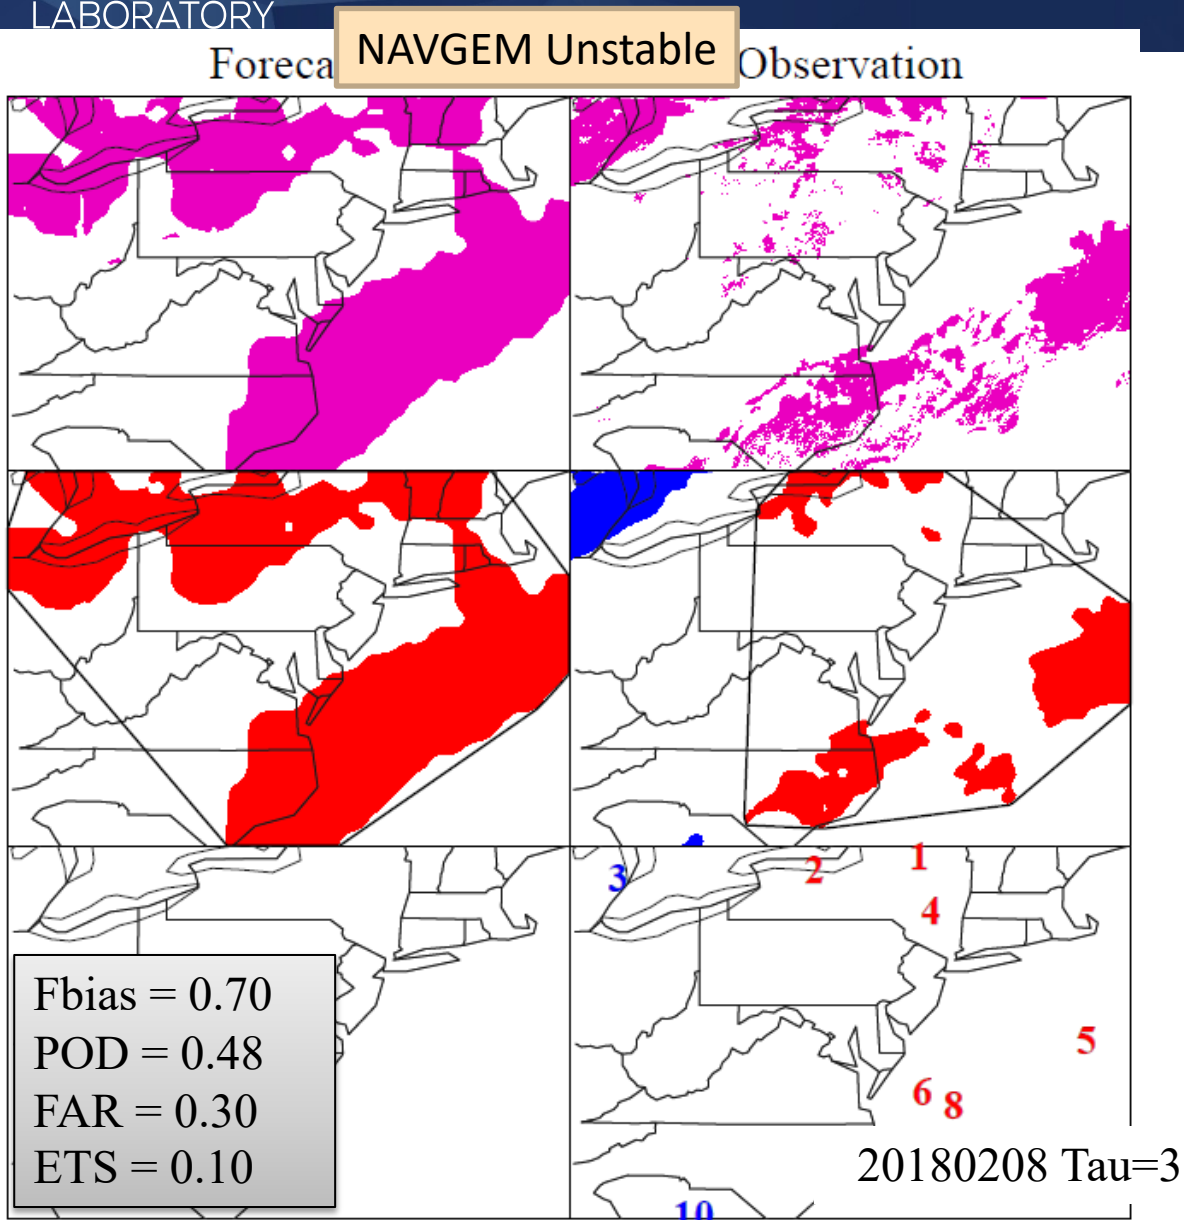 LABORATORY
NAVGEM Unstable
Foreca
Observation
1
2
3
4
Fbias = 0.70
POD = 0.48
FAR = 0.30
ETS = 0.10
5
6
8
20180208 Tau=3
10